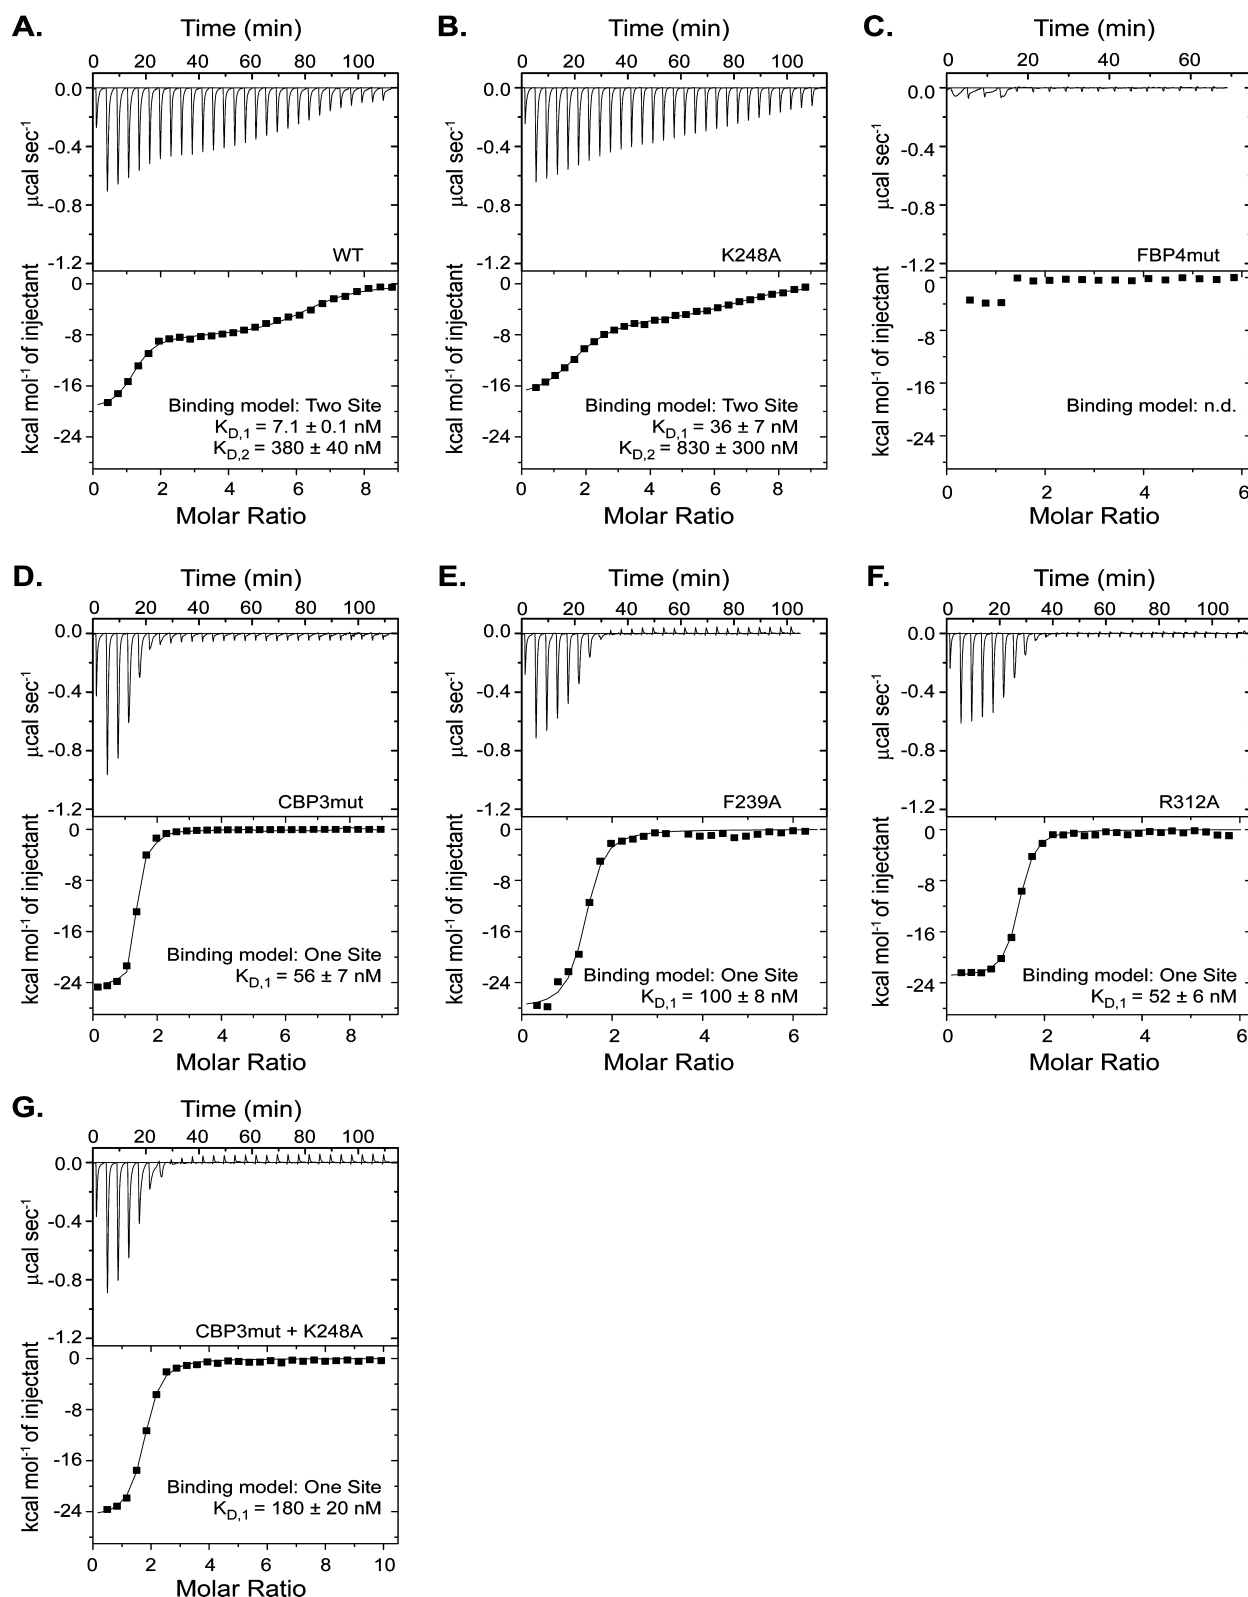 A.
Time (min)
0 20 40 60 80 100
0.0
-0.4
-0.8
-1.2
µcal sec⁻¹
WT
0
-8
-16
-24
kcal mol⁻¹ of injectant
Binding model: Two Site
K_D,1 = 7.1 ± 0.1 nM
K_D,2 = 380 ± 40 nM
0 2 4 6 8
Molar Ratio
B.
Time (min)
0 20 40 60 80 100
0.0
-0.4
-0.8
-1.2
µcal sec⁻¹
K248A
0
-8
-16
-24
kcal mol⁻¹ of injectant
Binding model: Two Site
K_D,1 = 36 ± 7 nM
K_D,2 = 830 ± 300 nM
0 2 4 6 8
Molar Ratio
C.
Time (min)
0 20 40 60
0.0
-0.4
-0.8
-1.2
µcal sec⁻¹
FBP4mut
0
-8
-16
-24
kcal mol⁻¹ of injectant
Binding model: n.d.
2 4 6
Molar Ratio
D.
Time (min)
0 20 40 60 80 100
0.0
-0.4
-0.8
-1.2
µcal sec⁻¹
CBP3mut
0
-8
-16
-24
kcal mol⁻¹ of injectant
Binding model: One Site
K_D,1 = 56 ± 7 nM
0 2 4 6 8
Molar Ratio
E.
Time (min)
0 20 40 60 80 100
0.0
-0.4
-0.8
-1.2
µcal sec⁻¹
F239A
0
-8
-16
-24
kcal mol⁻¹ of injectant
Binding model: One Site
K_D,1 = 100 ± 8 nM
0 2 4 6
Molar Ratio
F.
Time (min)
0 20 40 60 80 100
0.0
-0.4
-0.8
-1.2
µcal sec⁻¹
R312A
0
-8
-16
-24
kcal mol⁻¹ of injectant
Binding model: One Site
K_D,1 = 52 ± 6 nM
0 2 4 6
Molar Ratio
G.
Time (min)
0 20 40 60 80 100
0.0
-0.4
-0.8
-1.2
µcal sec⁻¹
CBP3mut + K248A
0
-8
-16
-24
kcal mol⁻¹ of injectant
Binding model: One Site
K_D,1 = 180 ± 20 nM
0 2 4 6 8 10
Molar Ratio